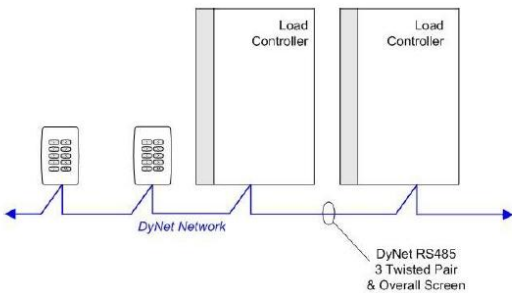 Load
Controller
Load
Controller
DyNet Network
DyNet RS485
3 Twisted Pair
& Overall Screen